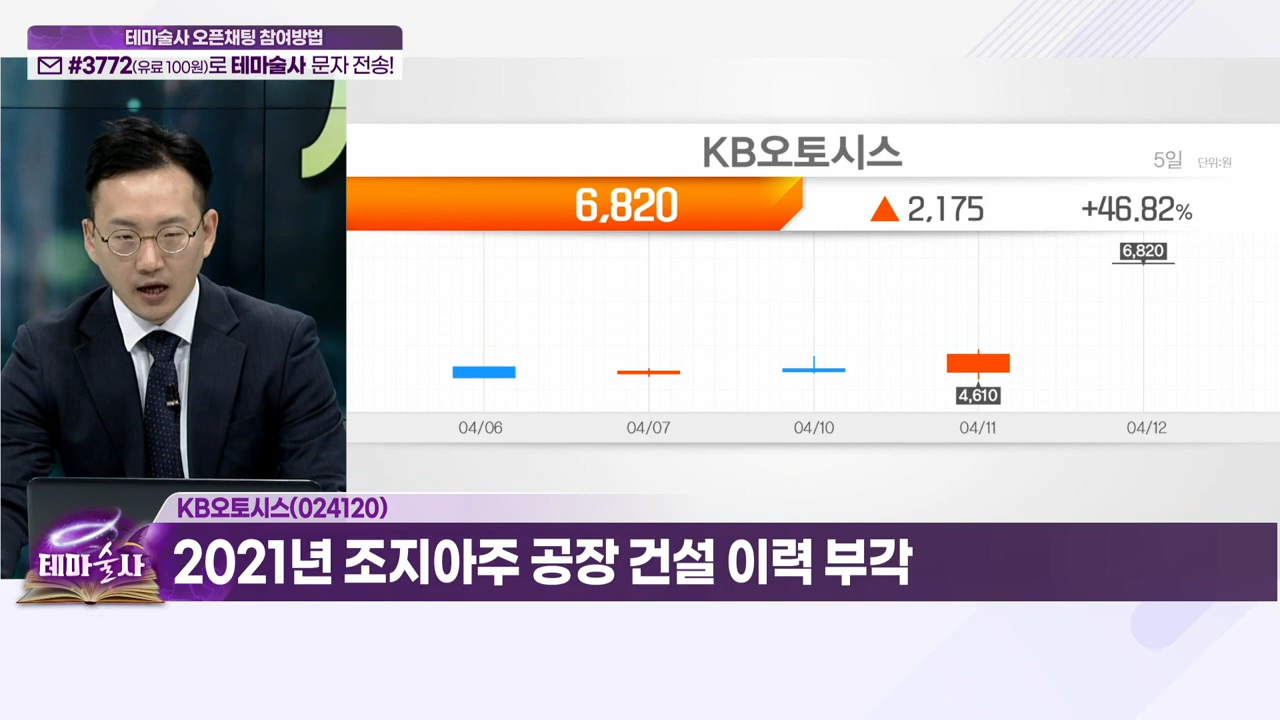 테마술사 오픈채팅 참여방법
#3772(유료 100원)로 테마술사 문자 전송!
KB오토시스
5일 단위:원
6,820 ▲ 2,175 +46.82%
6,820
4,610
04/06 04/07 04/10 04/11 04/12
KB오토시스(024120)
테마술사
2021년 조지아주 공장 건설 이력 부각